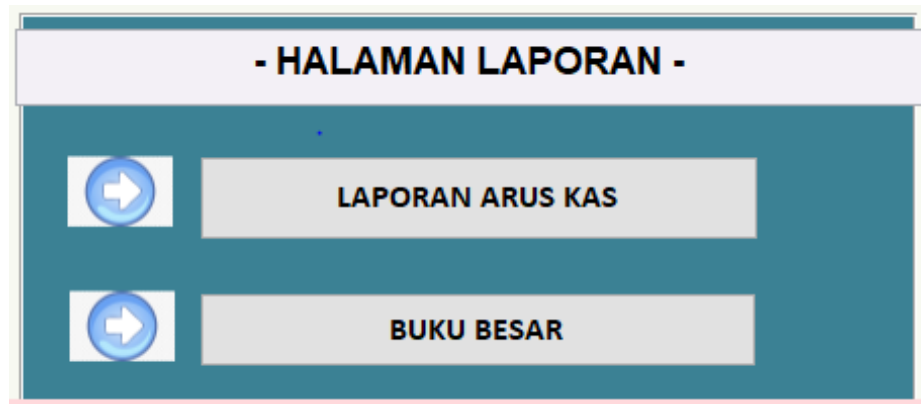 - HALAMAN LAPORAN -
LAPORAN ARUS KAS
BUKU BESAR